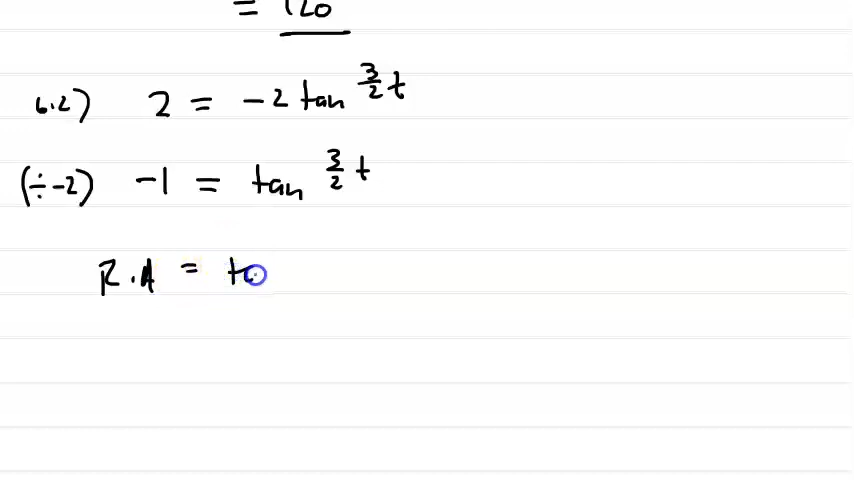 = 120
6.2) 2 = -2 tan 3/2 t
(÷ -2) -1 = tan 3/2 t
R.A = ta